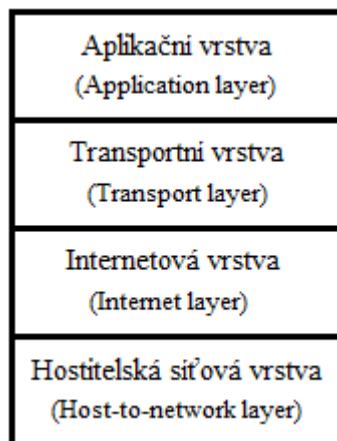 Aplikační vrstva
(Application layer)
Transportní vrstva
(Transport layer)
Internetová vrstva
(Internet layer)
Hostitelská síťová vrstva
(Host-to-network layer)